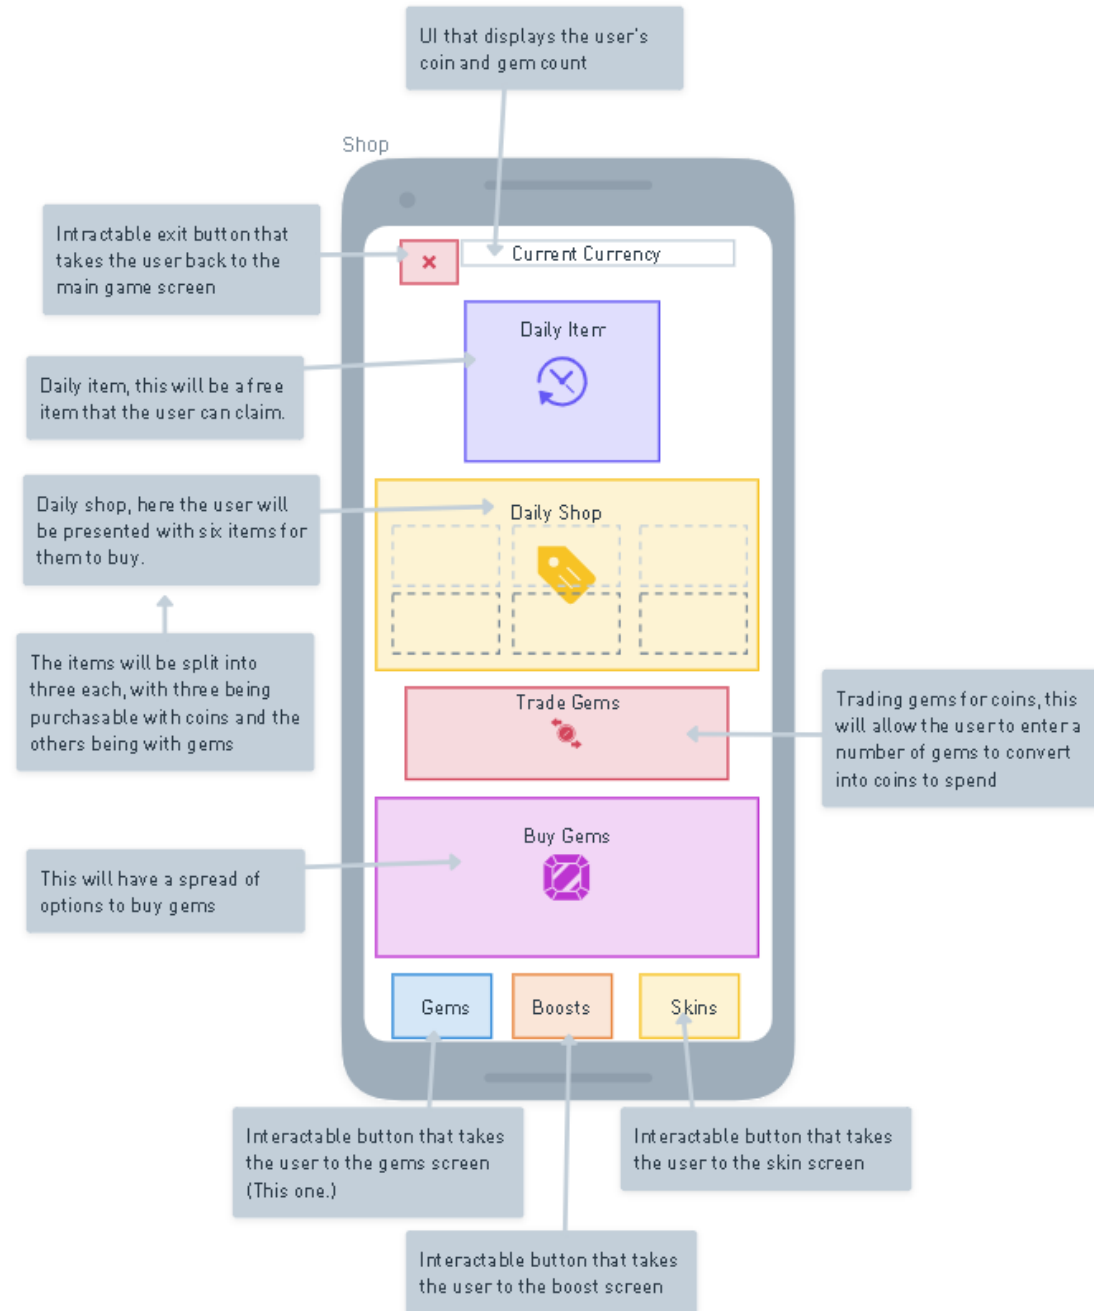 UI that displays the user's
coin and gem count
Shop
Intractable exit button that
takes the user back to the
main game screen
Current Currency
Daily Item
Daily item, this will be a free
item that the user can claim.
Daily shop, here the user will
be presented with six items for
them to buy.
Daily Shop
The items will be split into
three each, with three being
purchasable with coins and the
others being with gems
Trade Gems
Trading gems for coins, this
will allow the user to enter a
number of gems to convert
into coins to spend
Buy Gems
This will have a spread of
options to buy gems
Gems
Boosts
Skins
Interactable button that takes
the user to the gems screen
(This one.)
Interactable button that takes
the user to the skin screen
Interactable button that takes
the user to the boost screen